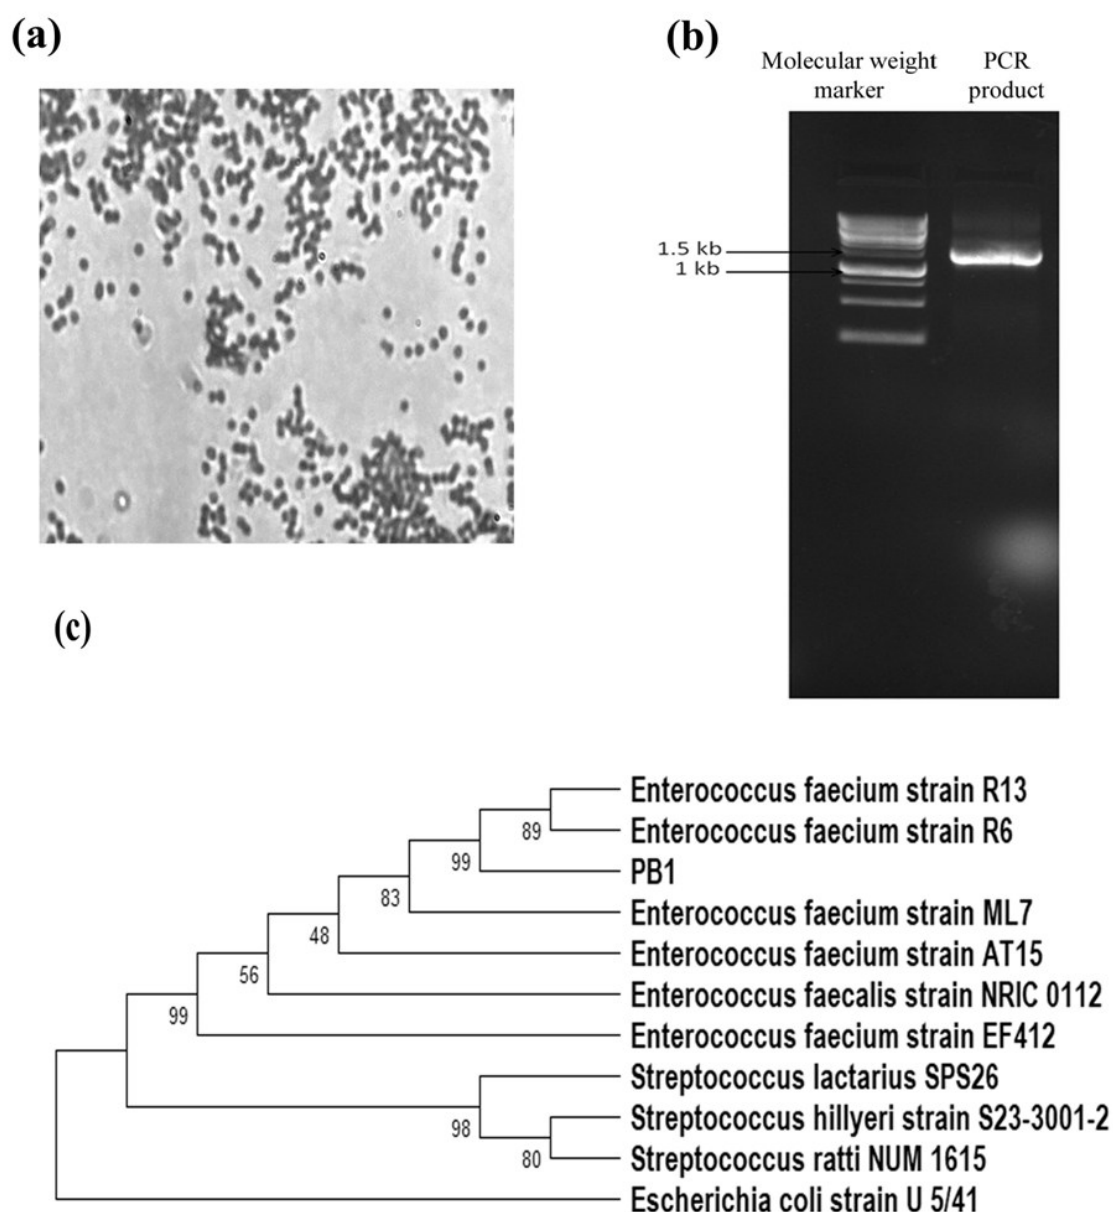 (a)
(b)
Molecular weight
marker
PCR
product
1.5 kb
1 kb
(c)
Enterococcus faecium strain R13
89
Enterococcus faecium strain R6
99
PB1
83
Enterococcus faecium strain ML7
48
Enterococcus faecium strain AT15
56
Enterococcus faecalis strain NRIC 0112
99
Enterococcus faecium strain EF412
Streptococcus lactarius SPS26
98
Streptococcus hillyeri strain S23-3001-2
80
Streptococcus ratti NUM 1615
Escherichia coli strain U 5/41